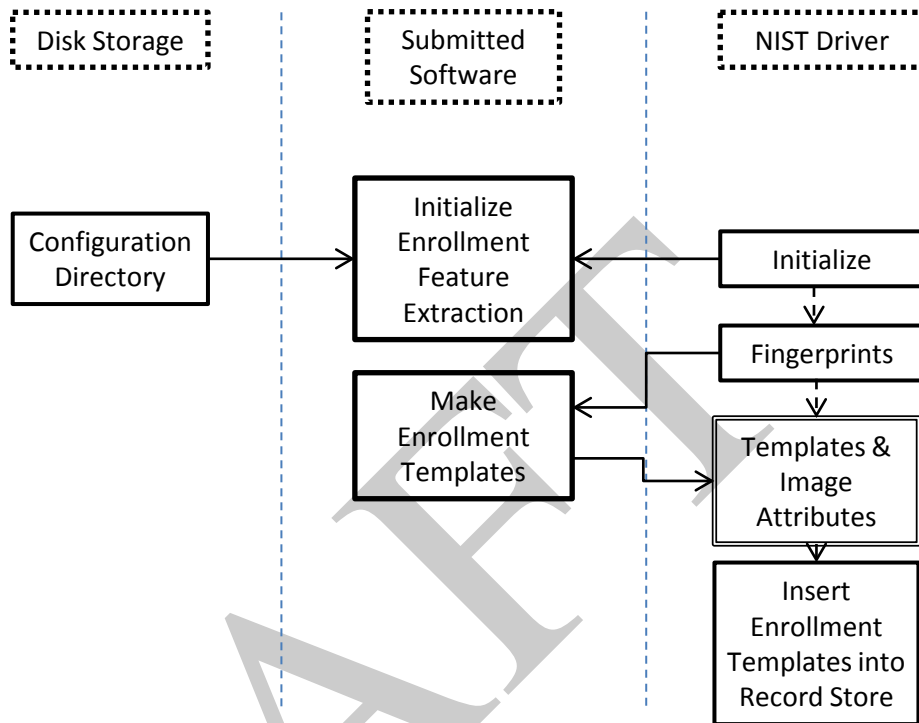 Disk Storage
Submitted
Software
NIST Driver
Initialize
Enrollment
Feature
Extraction
Configuration
Directory
Initialize
Fingerprints
Make
Enrollment
Templates
Templates &
Image
Attributes
Insert
Enrollment
Templates into
Record Store
AFT